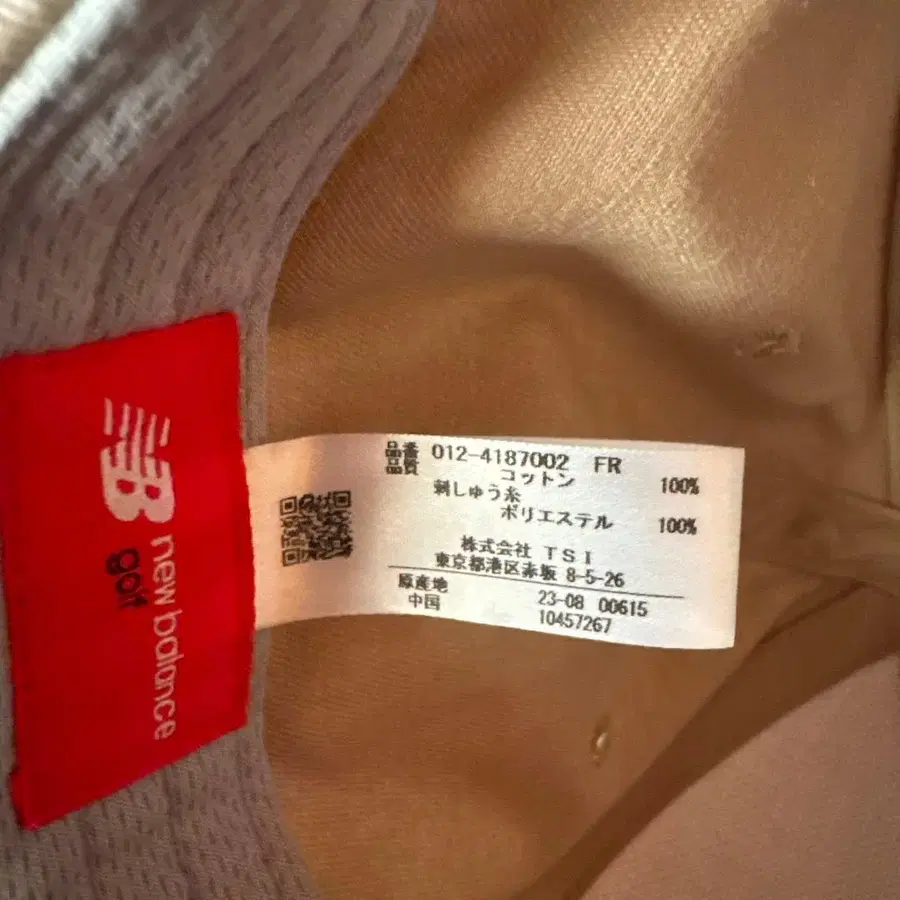 new balance
golf
品番 012-4187002 FR
品質 コットン 100%
刺しゅう糸
ポリエステル 100%
株式会社 TSI
東京都港区赤坂 8-5-26
原産地 23-08 00615
中国 10457267